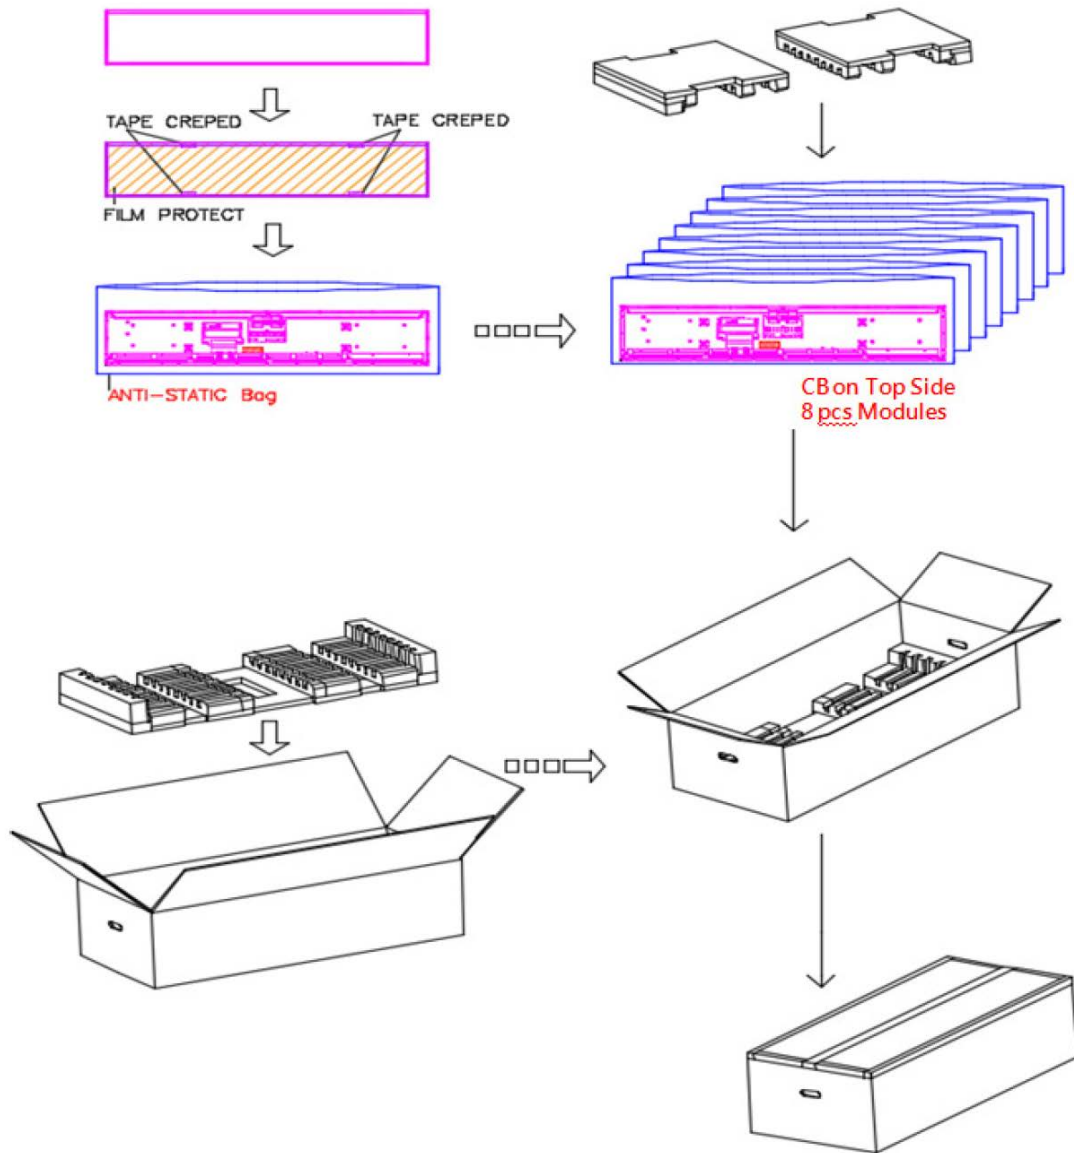 TAPE CREPED
TAPE CREPED
FILM PROTECT
ANTI-STATIC Bag
CB on Top Side
8 pcs Modules